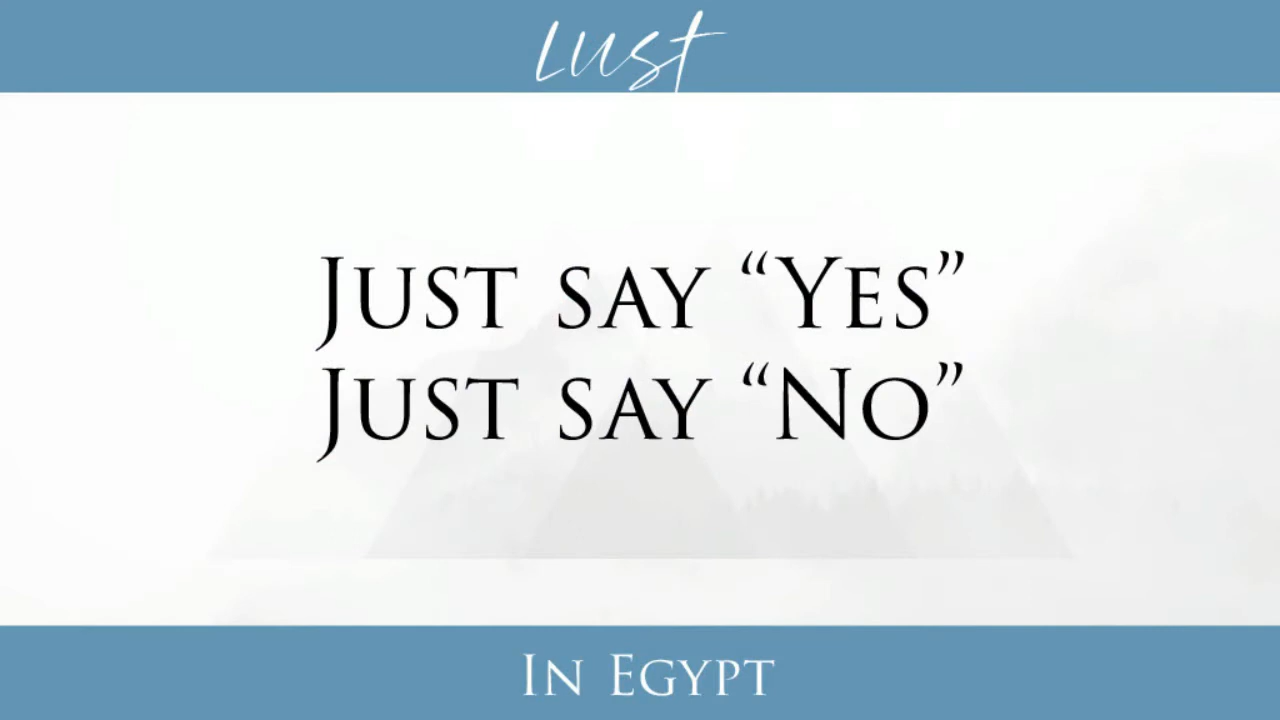 Lust
Just say “Yes”
Just say “No”
In Egypt